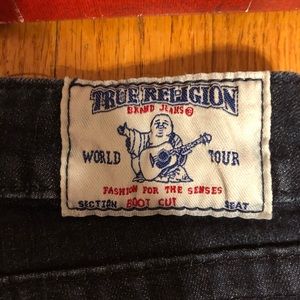 TRUE RELIGION
BRAND JEANS®
WORLD TOUR
FASHION FOR THE SENSES
SECTION BOOT CUT SEAT